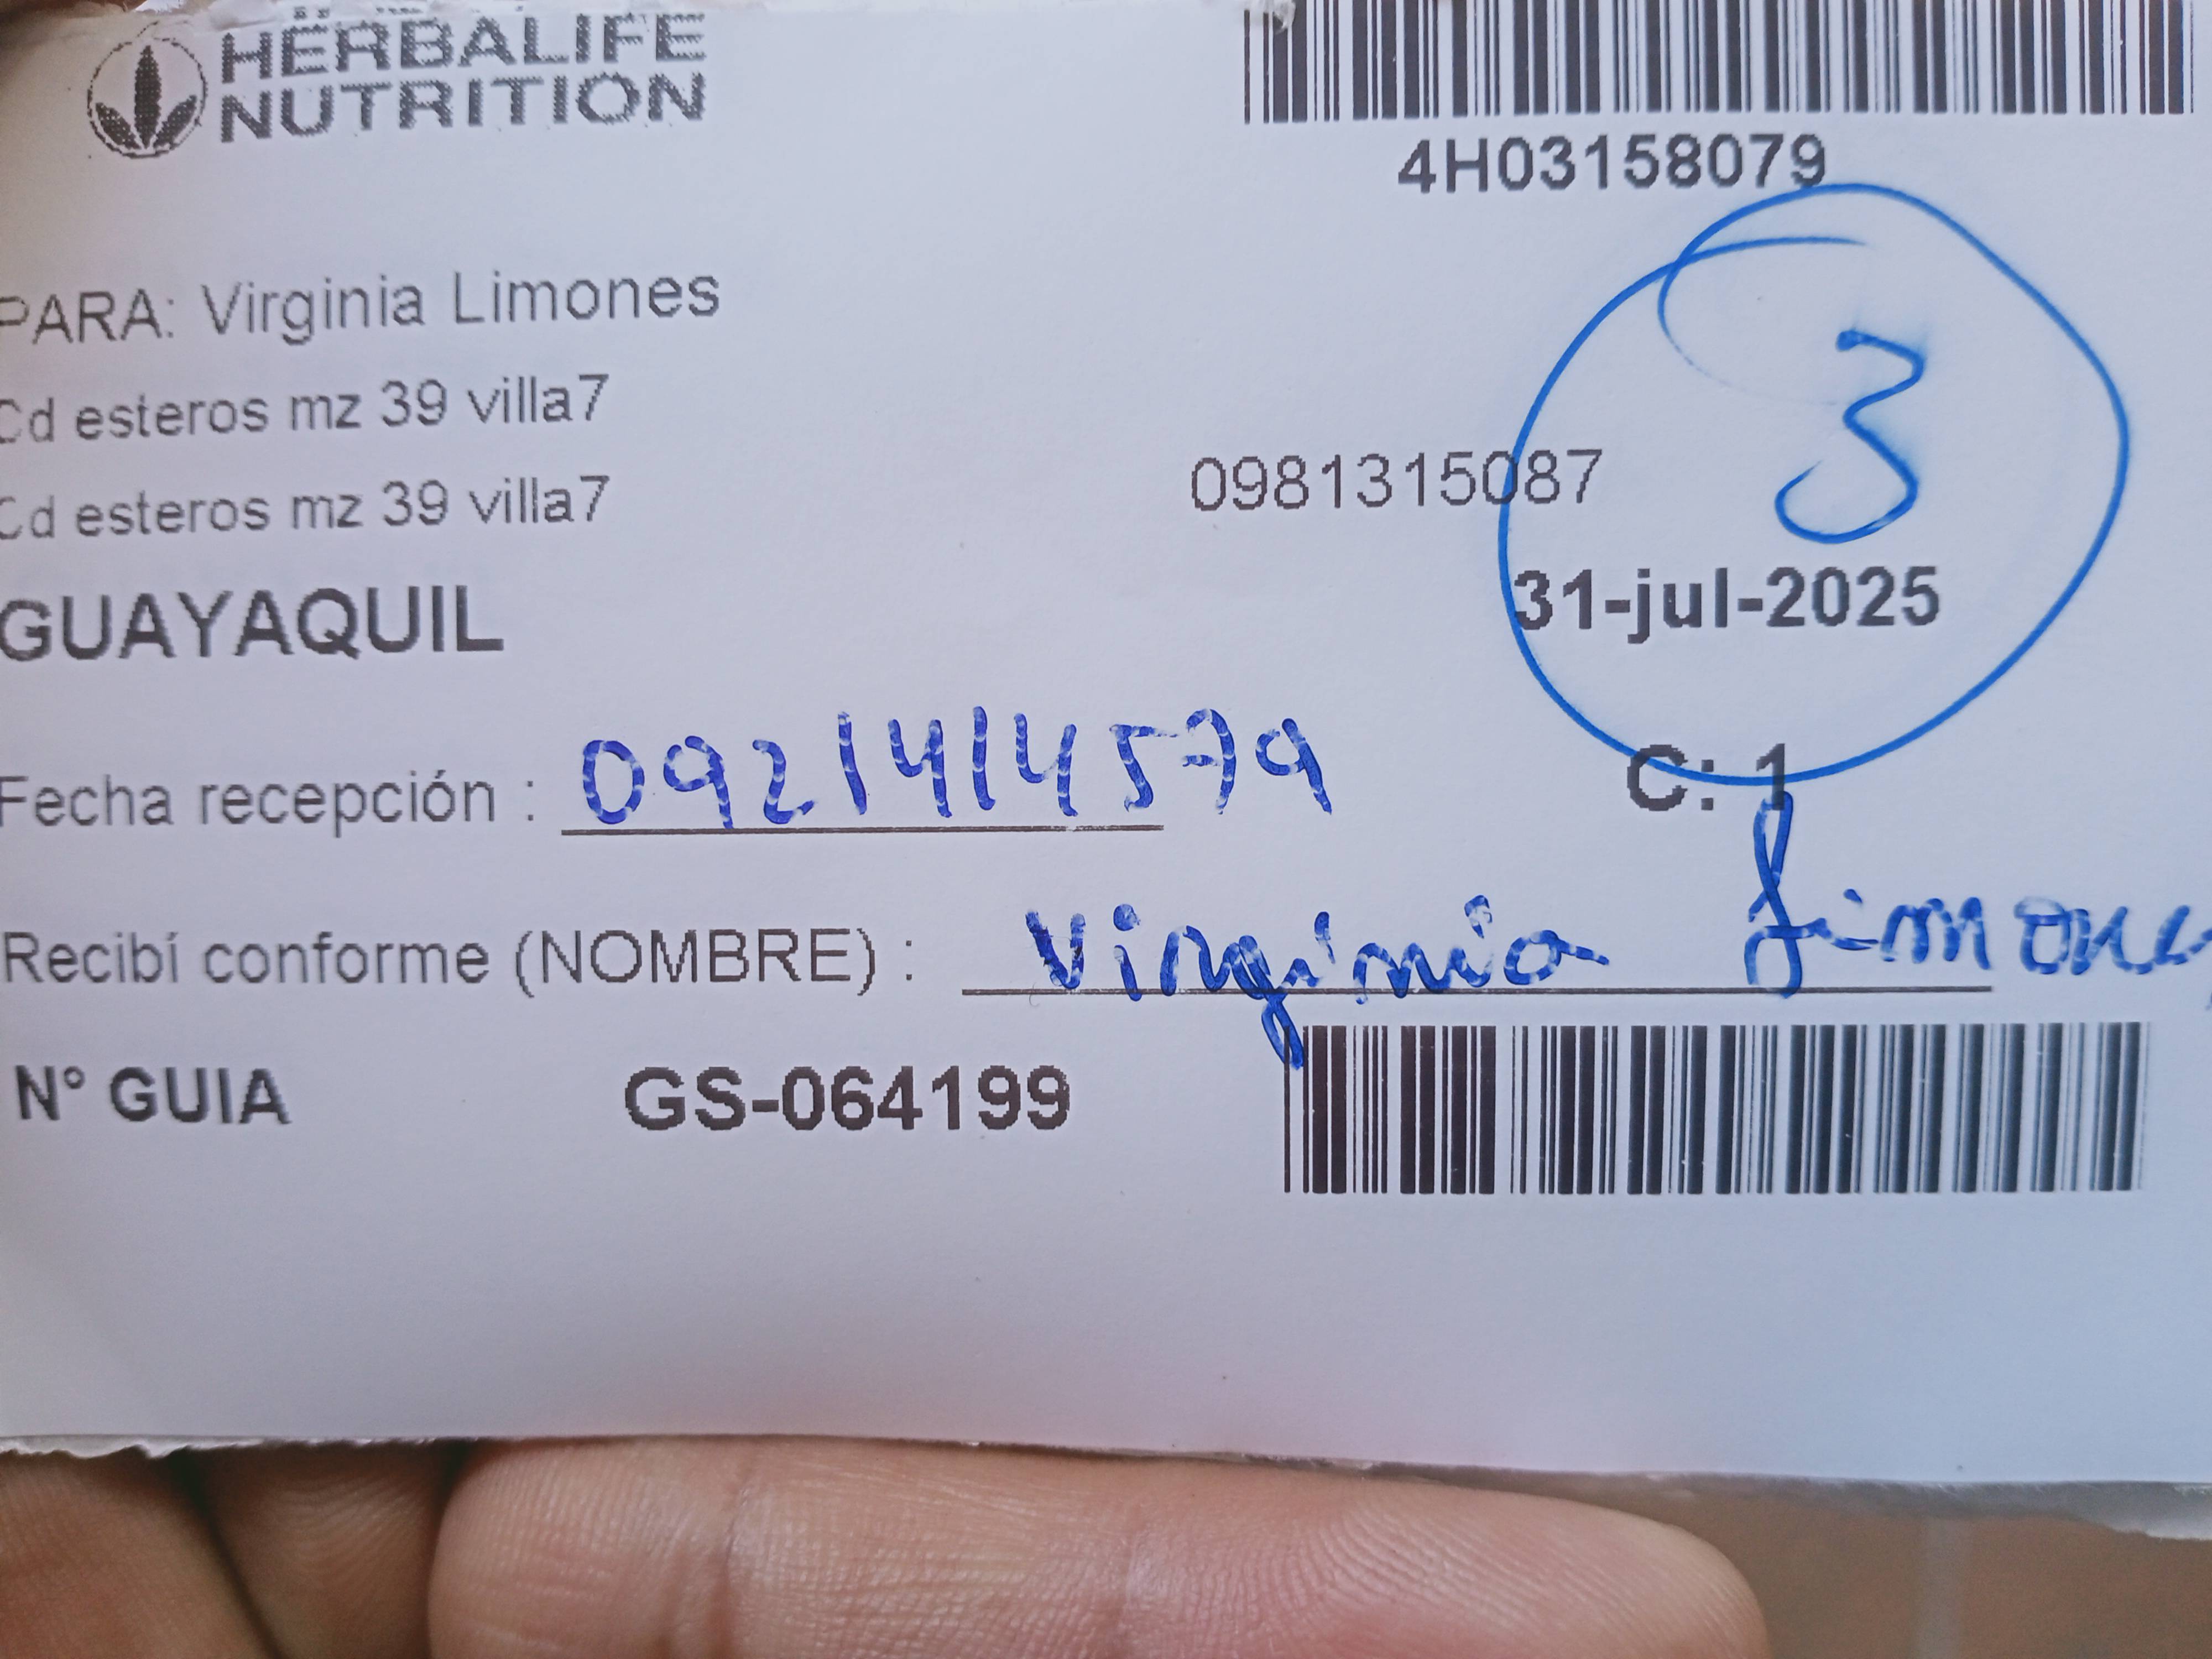 HERBALIFE
NUTRITION
4H03158079
3
PARA: Virginia Limones
Cd esteros mz 39 villa7
Cd esteros mz 39 villa7
0981315087
GUAYAQUIL
31-jul-2025
Fecha recepción : 0921414579
C: 1
Recibí conforme (NOMBRE) : Virginia Limones
N° GUIA GS-064199